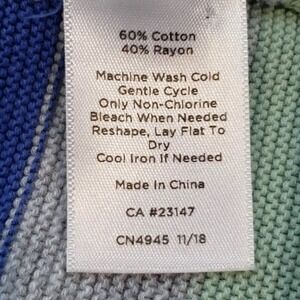 60% Cotton
40% Rayon
Machine Wash Cold
Gentle Cycle
Only Non-Chlorine
Bleach When Needed
Reshape, Lay Flat To
Dry
Cool Iron If Needed
Made In China
CA #23147
CN4945 11/18